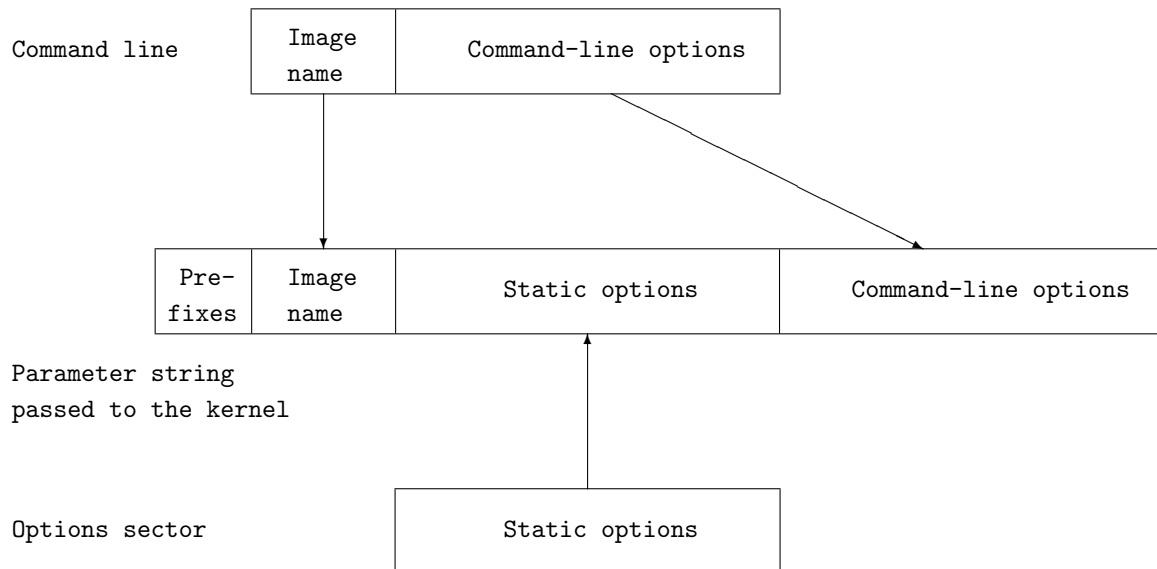 Command line
Image
name
Command-line options
Pre-
fixes
Image
name
Static options
Command-line options
Parameter string
passed to the kernel
Options sector
Static options